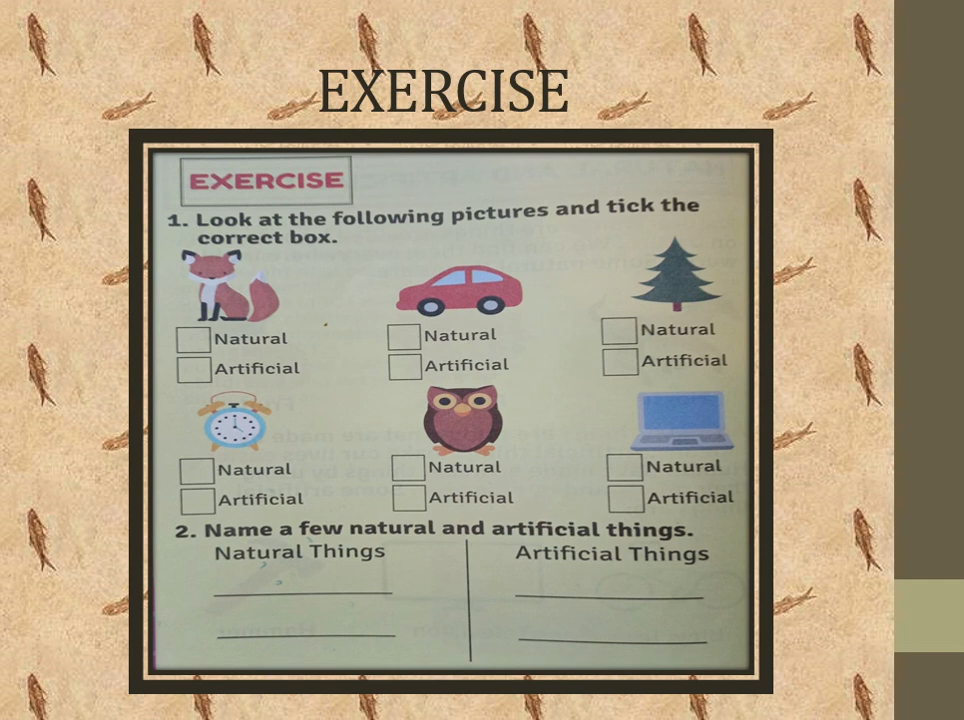 EXERCISE
EXERCISE
1. Look at the following pictures and tick the
correct box.
Natural Natural Natural
Artificial Artificial Artificial
Natural Natural Natural
Artificial Artificial Artificial
2. Name a few natural and artificial things.
Natural Things Artificial Things